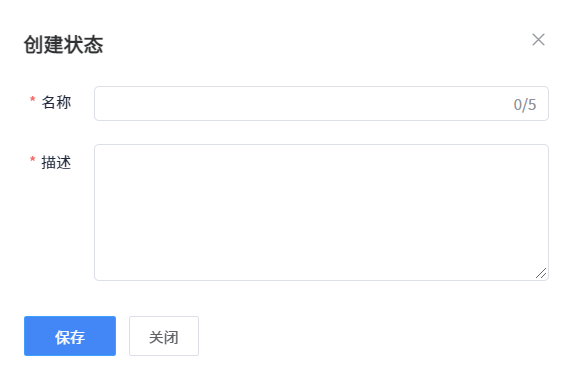 创建状态
* 名称
0/5
* 描述
保存 关闭